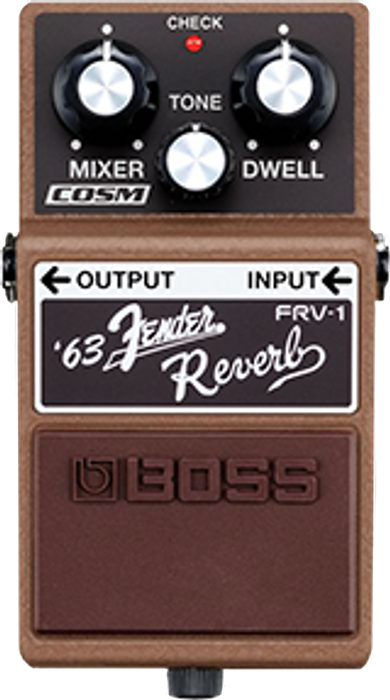 CHECK
TONE
MIXER DWELL
COSM
← OUTPUT INPUT ←
FRV-1
'63 Fender®
Reverb
BOSS